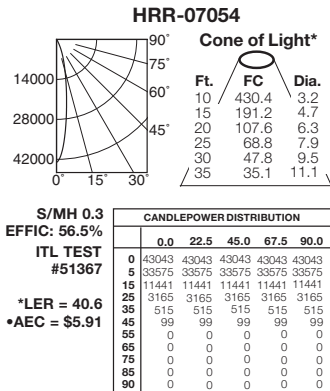 HRR-07054
90°
75°
60°
45°
14000
28000
42000
0° 15° 30°
Cone of Light*
Ft. FC Dia.
10 430.4 3.2
15 191.2 4.7
20 107.6 6.3
25 68.8 7.9
30 47.8 9.5
35 35.1 11.1
S/MH 0.3
EFFIC: 56.5%
ITL TEST
#51367
*LER = 40.6
•AEC = $5.91
CANDLEPOWER DISTRIBUTION
0.0 22.5 45.0 67.5 90.0
0 43043 43043 43043 43043 43043
5 33575 33575 33575 33575 33575
15 11441 11441 11441 11441 11441
25 3165 3165 3165 3165 3165
35 515 515 515 515 515
45 99 99 99 99 99
55 0 0 0 0 0
65 0 0 0 0 0
75 0 0 0 0 0
85 0 0 0 0 0
90 0 0 0 0 0